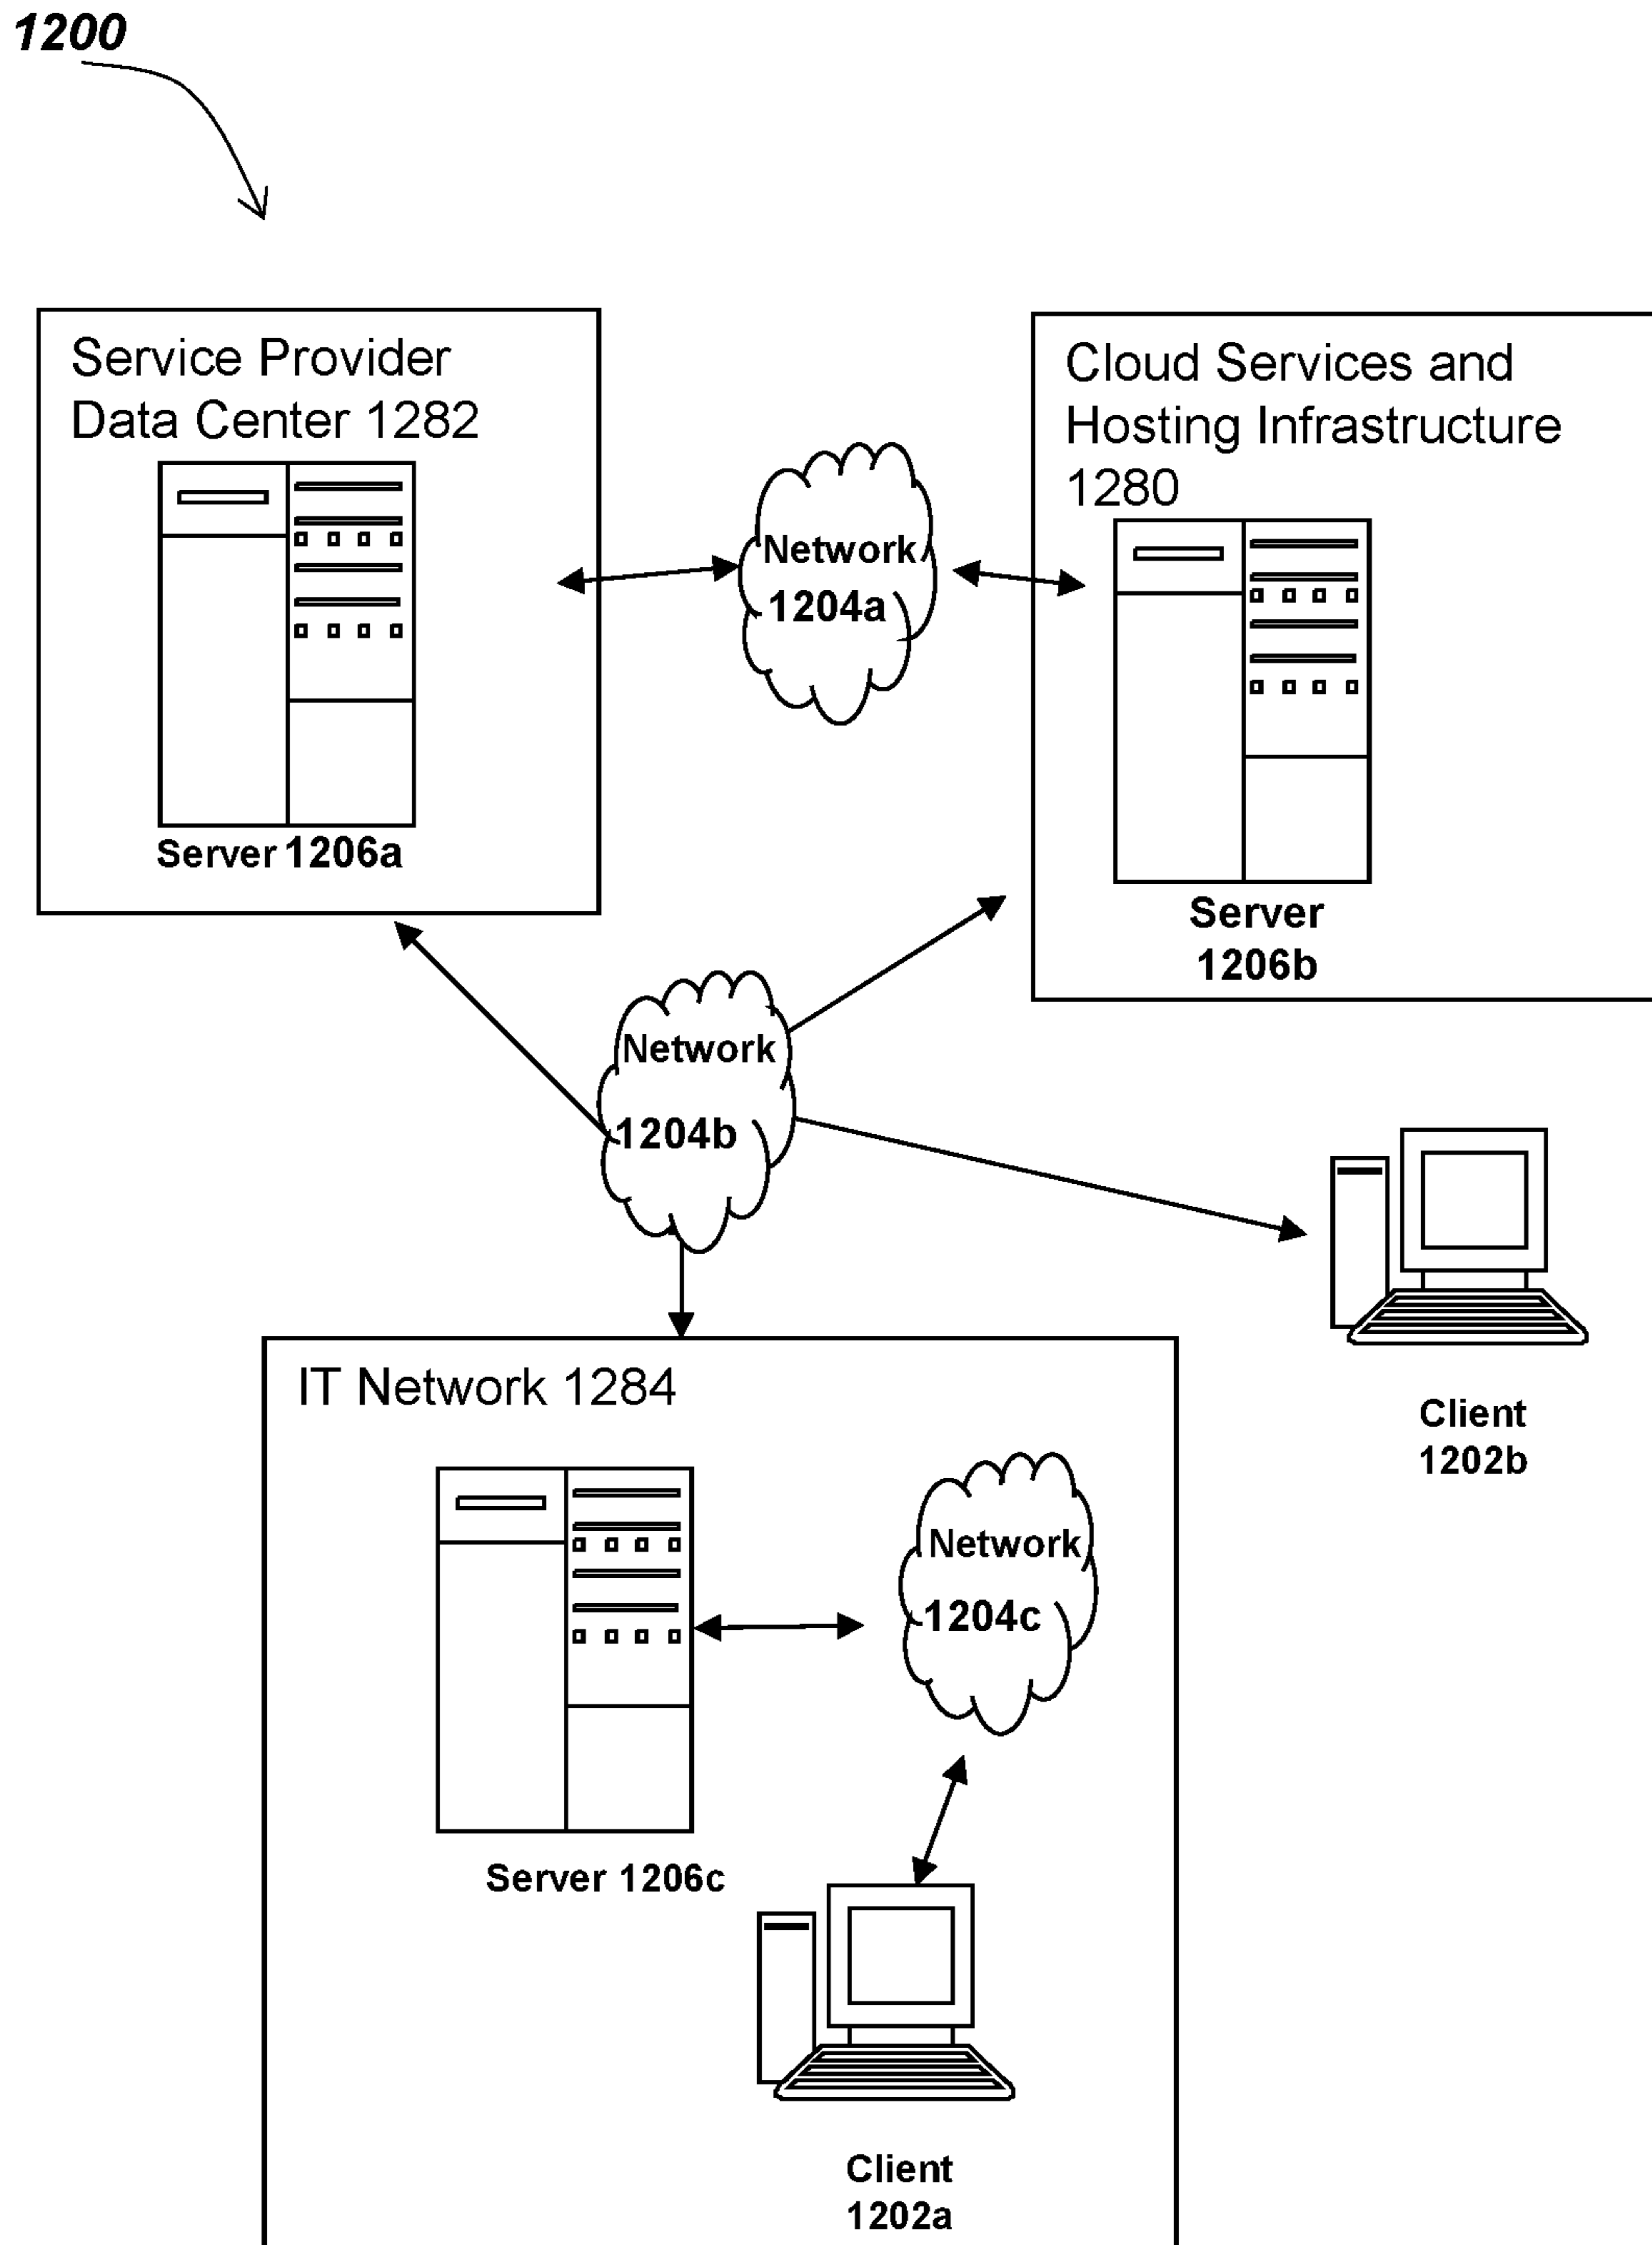 1200
Service Provider
Data Center 1282
Server 1206a
Network
1204a
Cloud Services and
Hosting Infrastructure
1280
Server
1206b
Network
1204b
Client
1202b
IT Network 1284
Server 1206c
Network
1204c
Client
1202a